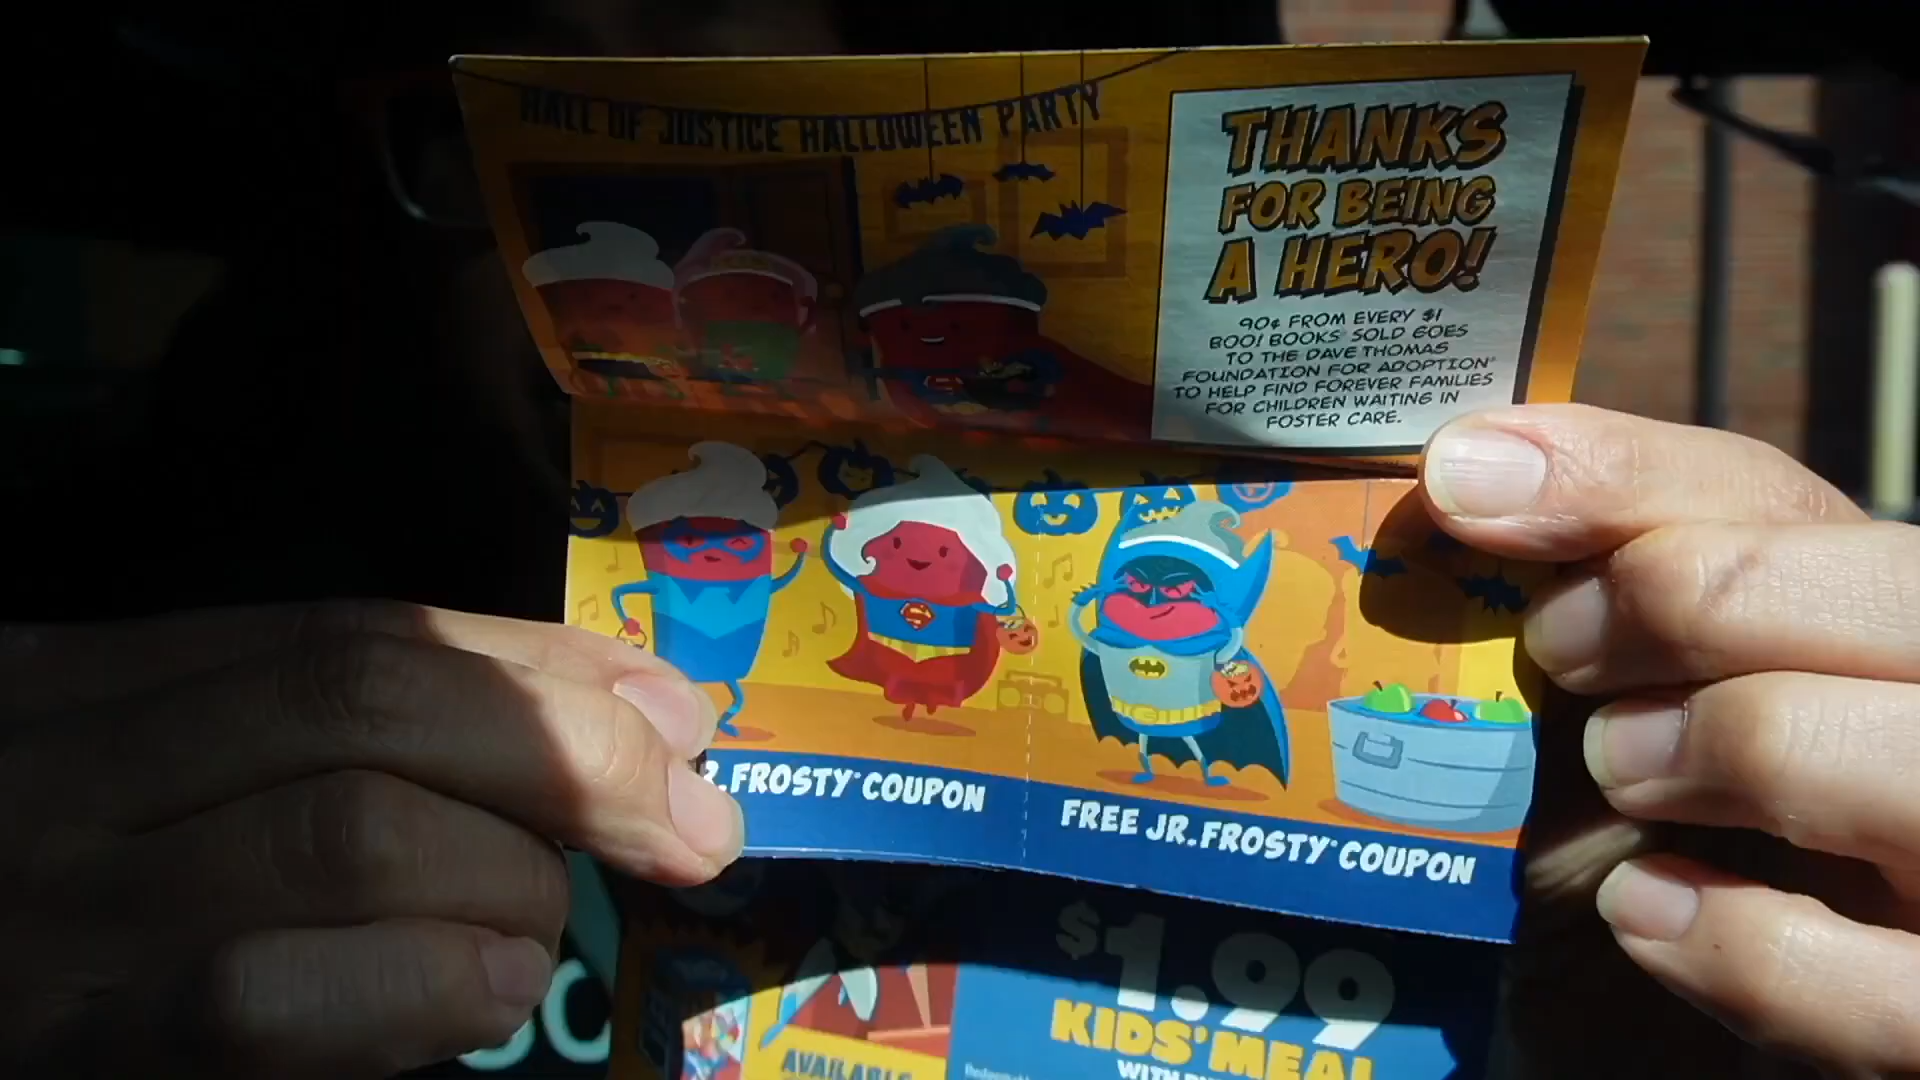 HALL OF JUSTICE HALLOWEEN PARTY
THANKS
FOR BEING
A HERO!
90¢ FROM EVERY $1
BOO! BOOKS® SOLD GOES
TO THE DAVE THOMAS
FOUNDATION FOR ADOPTION®
TO HELP FIND FOREVER FAMILIES
FOR CHILDREN WAITING IN
FOSTER CARE.
R. FROSTY® COUPON
FREE JR. FROSTY® COUPON
$1.99
KIDS' MEAL
AVAILABLE
WITH